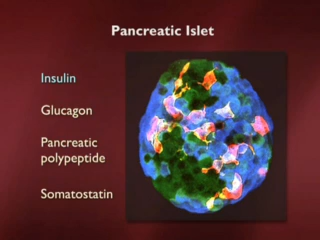 Pancreatic Islet
Insulin
Glucagon
Pancreatic
polypeptide
Somatostatin